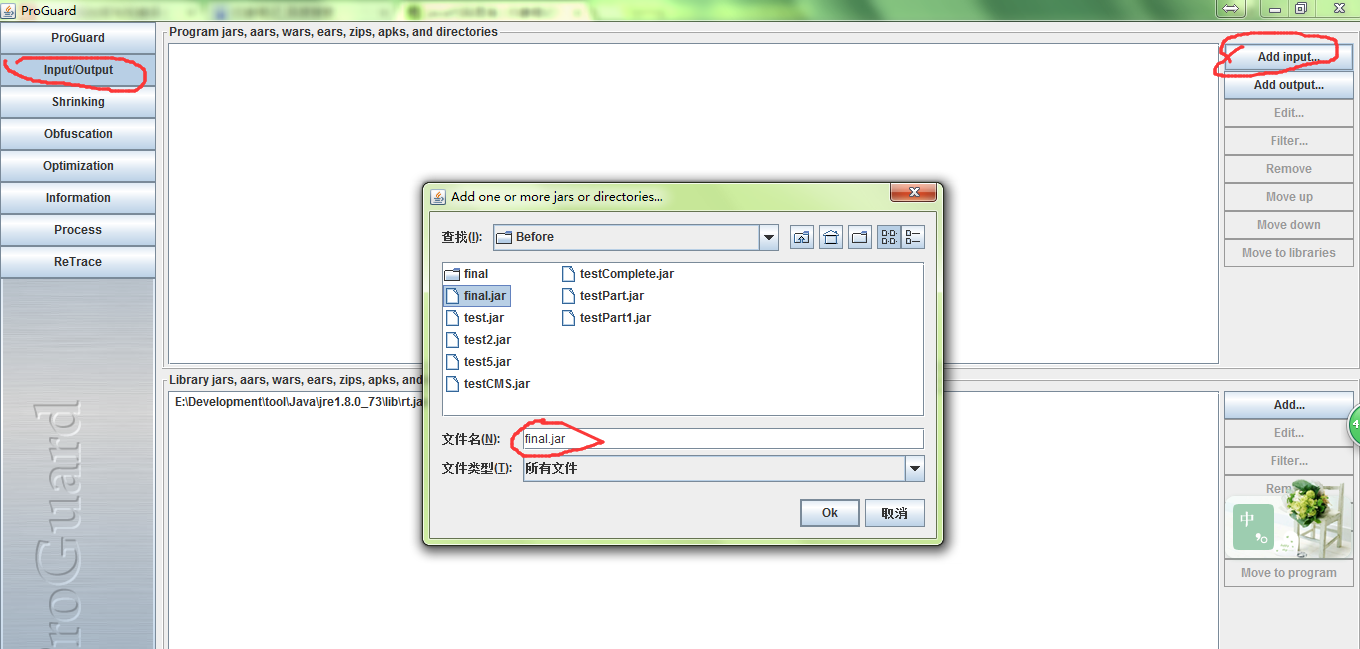 ProGuard
ProGuard
Input/Output
Shrinking
Obfuscation
Optimization
Information
Process
ReTrace
Program jars, aars, wars, ears, zips, apks, and directories
Add input...
Add output...
Edit...
Filter...
Remove
Move up
Move down
Move to libraries
Add one or more jars or directories...
查找(I):
Before
final
final.jar
test.jar
test2.jar
test5.jar
testCMS.jar
testComplete.jar
testPart.jar
testPart1.jar
文件名(N):
final.jar
文件类型(T):
所有文件
Ok
取消
Library jars, aars, wars, ears, zips, apks, and
E:\Development\tool\Java\jre1.8.0_73\lib\rt.ja
Add...
Edit...
Filter...
Rem
中
Move to program
4
roGuard